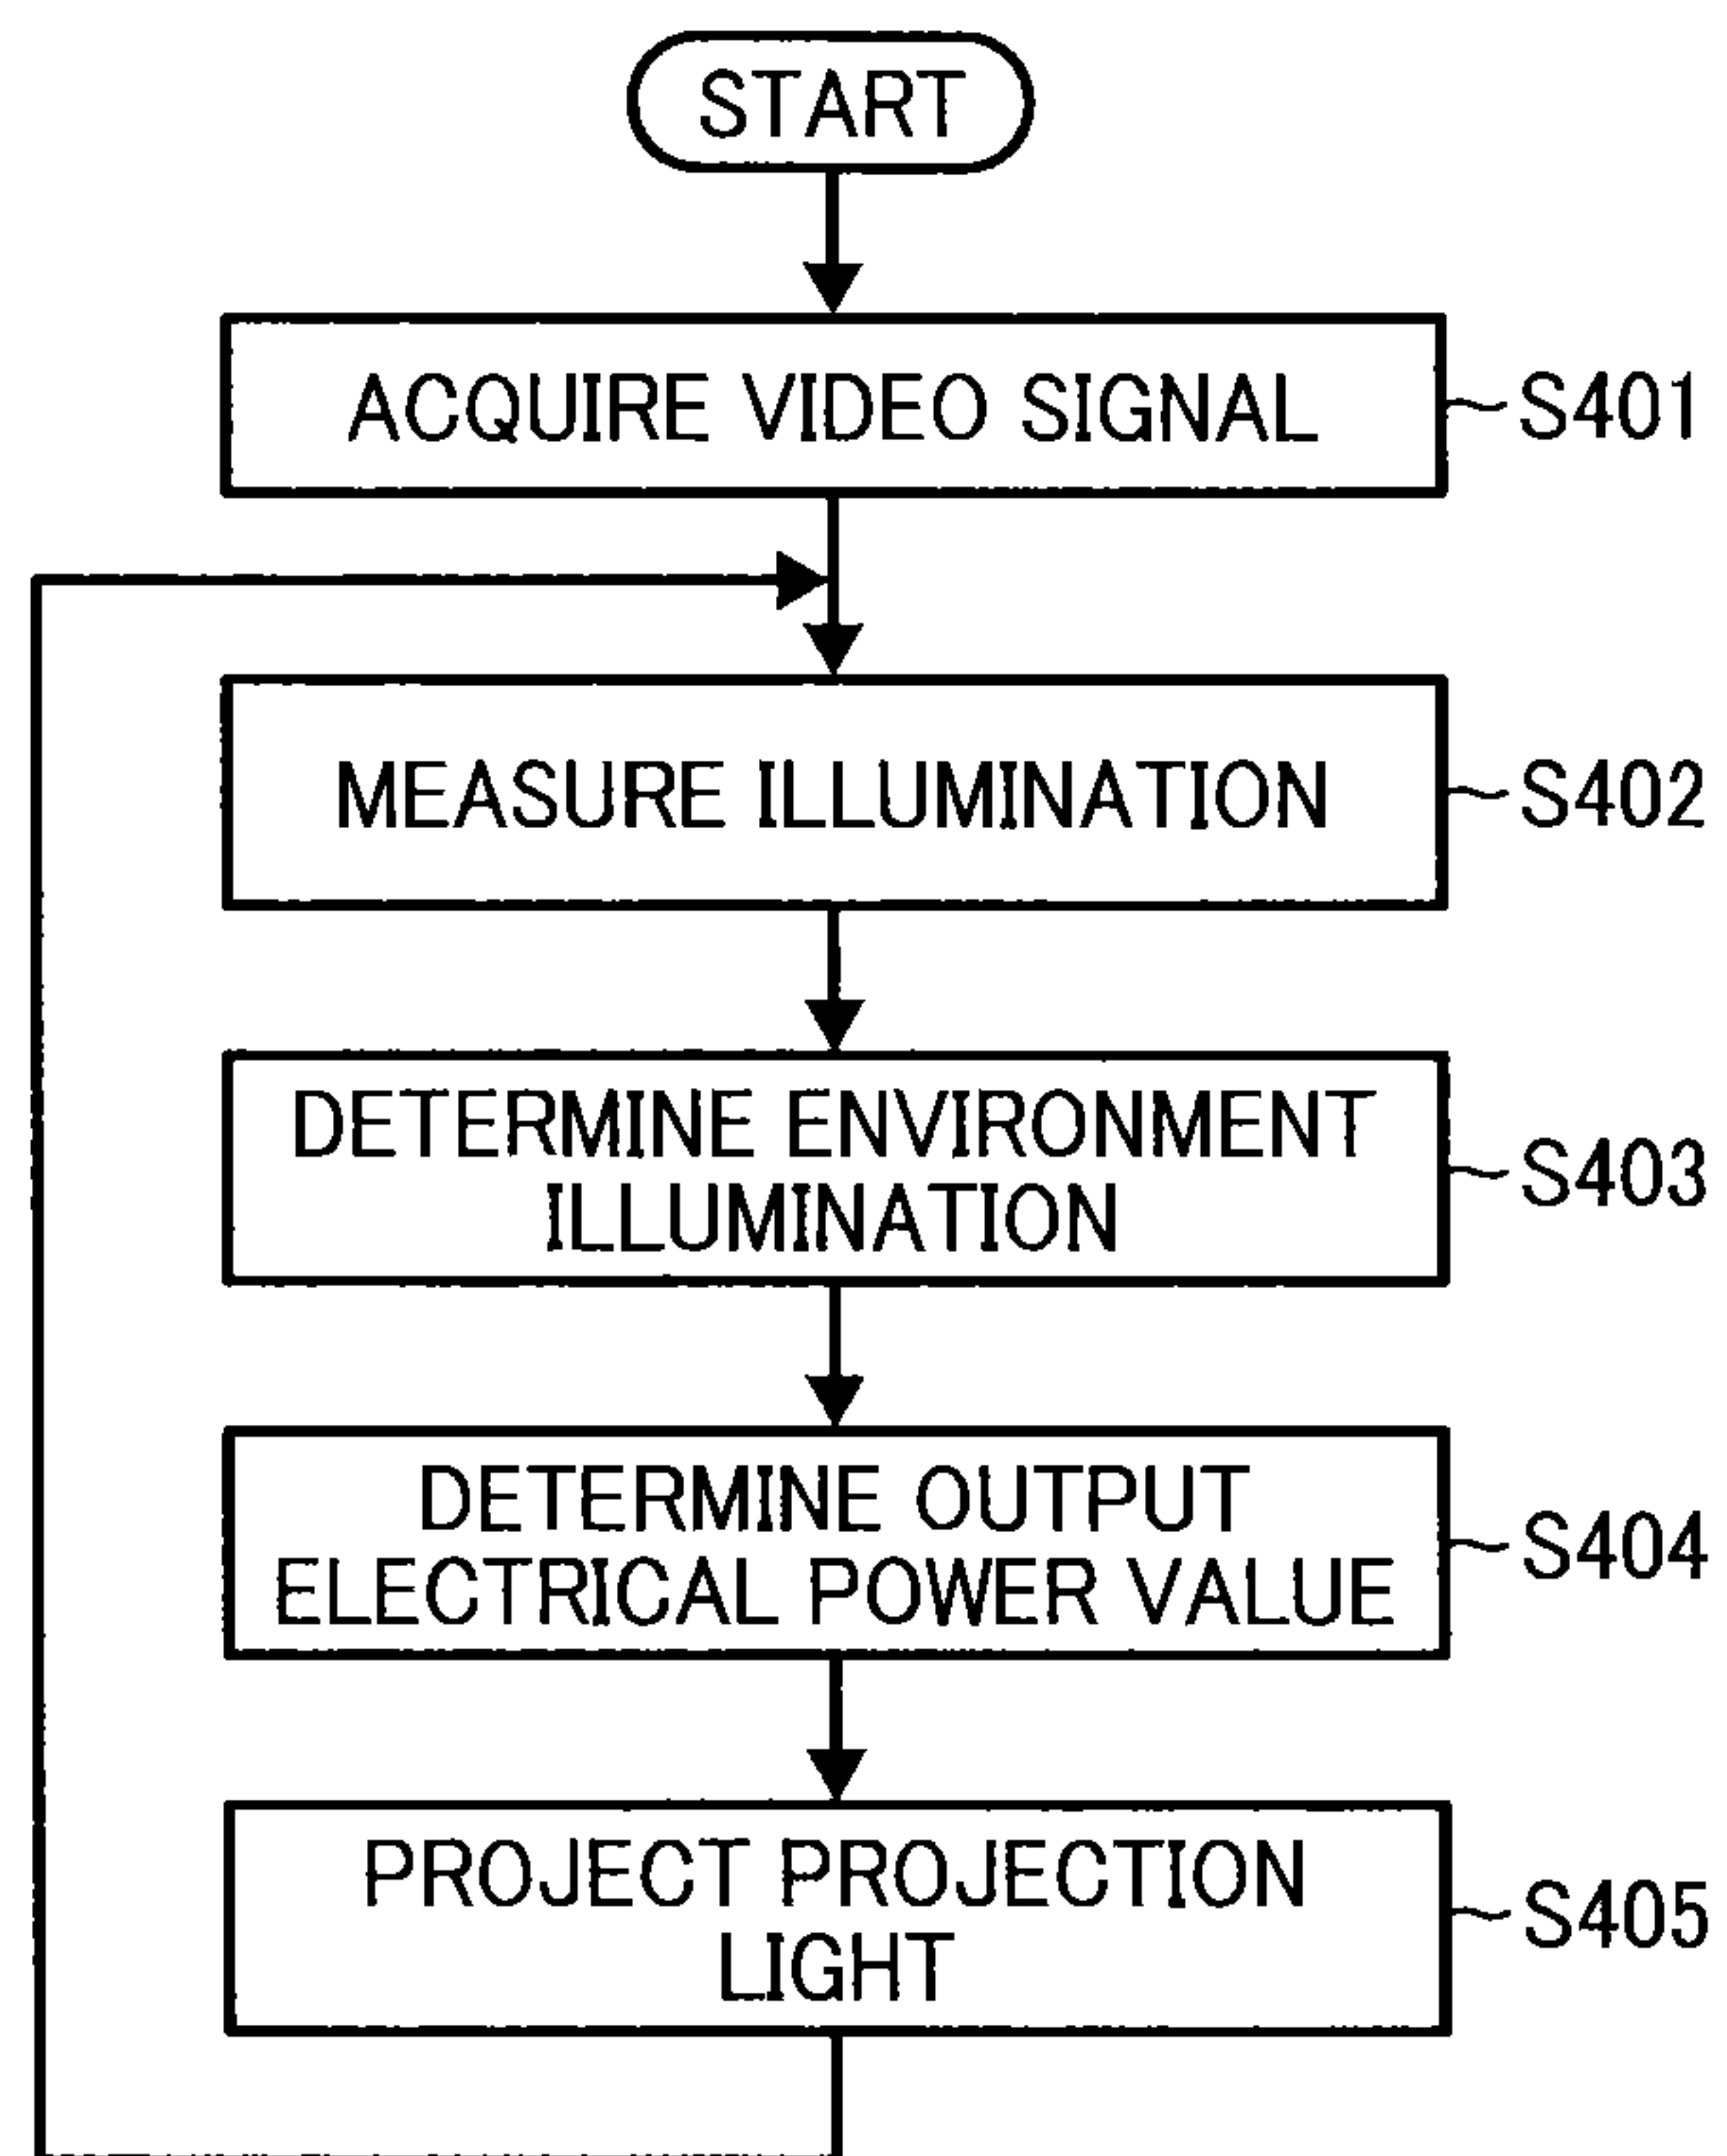 START
ACQUIRE VIDEO SIGNAL
S401
MEASURE ILLUMINATION
S402
DETERMINE ENVIRONMENT
ILLUMINATION
S403
DETERMINE OUTPUT
ELECTRICAL POWER VALUE
S404
PROJECT PROJECTION
LIGHT
S405